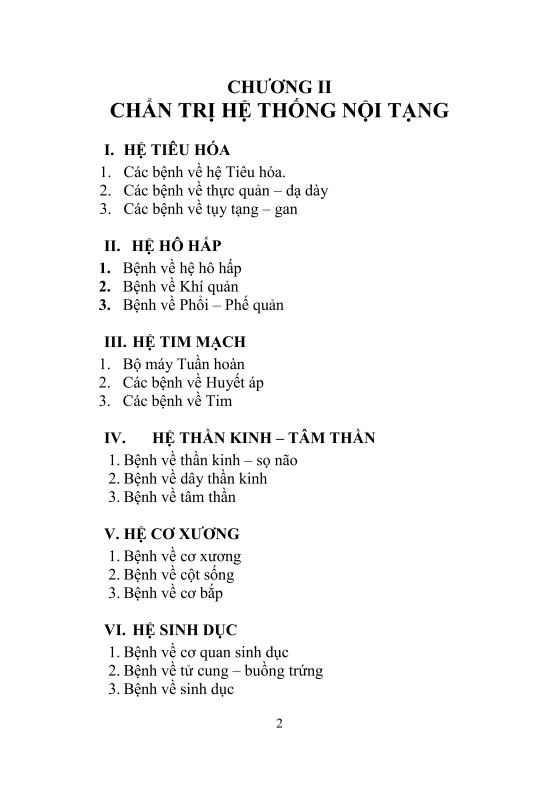 CHƯƠNG II
CHẨN TRỊ HỆ THỐNG NỘI TẠNG
I. HỆ TIÊU HÓA
1. Các bệnh về hệ Tiêu hóa.
2. Các bệnh về thực quản – dạ dày
3. Các bệnh về tụy tạng – gan
II. HỆ HÔ HẤP
1. Bệnh về hệ hô hấp
2. Bệnh về Khí quản
3. Bệnh về Phổi – Phế quản
III. HỆ TIM MẠCH
1. Bộ máy Tuần hoàn
2. Các bệnh về Huyết áp
3. Các bệnh về Tim
IV. HỆ THẦN KINH – TÂM THẦN
1. Bệnh về thần kinh – sọ não
2. Bệnh về dây thần kinh
3. Bệnh về tâm thần
V. HỆ CƠ XƯƠNG
1. Bệnh về cơ xương
2. Bệnh về cột sống
3. Bệnh về cơ bắp
VI. HỆ SINH DỤC
1. Bệnh về cơ quan sinh dục
2. Bệnh về tử cung – buồng trứng
3. Bệnh về sinh dục
2